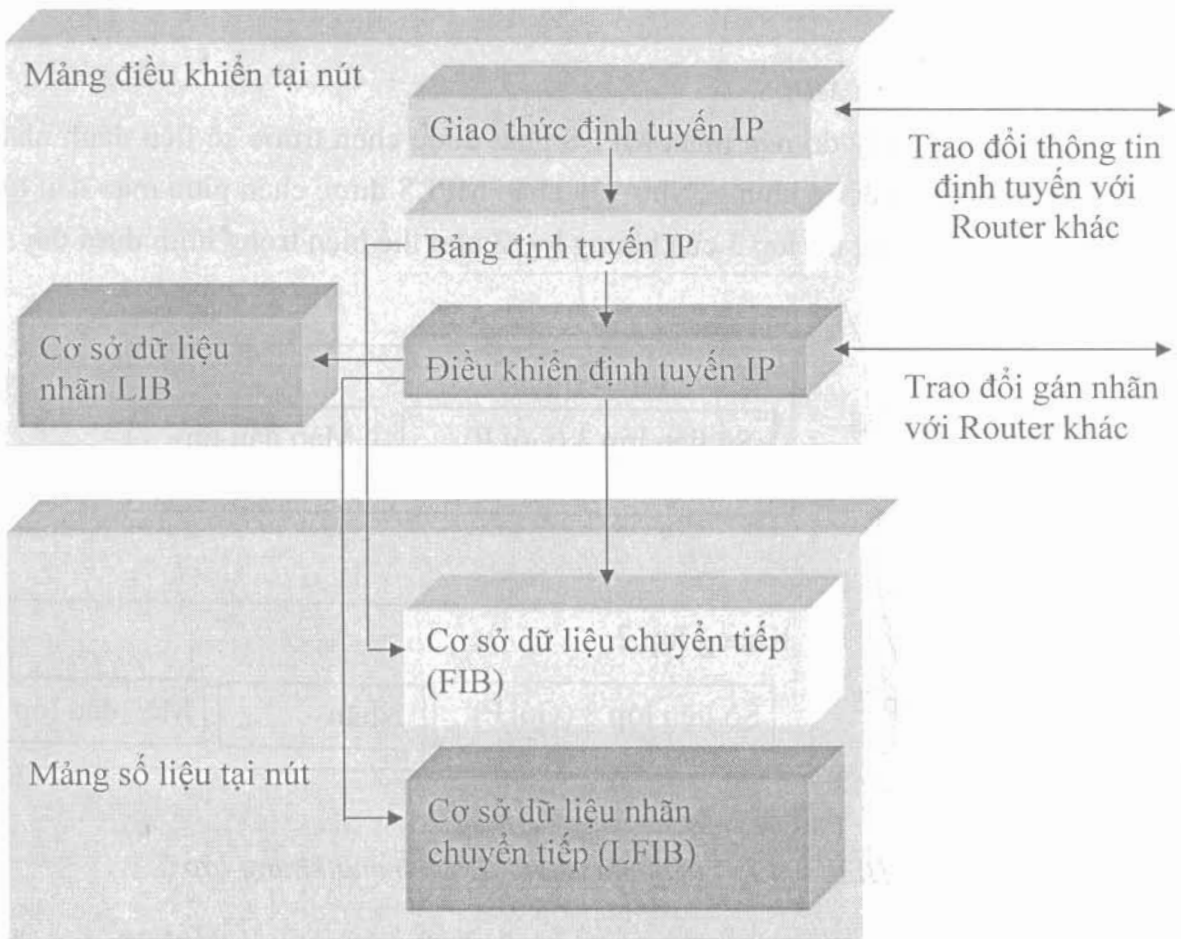 Mảng điều khiển tại nút
Giao thức định tuyến IP
Trao đổi thông tin
định tuyến với
Router khác
Bảng định tuyến IP
Cơ sở dữ liệu
nhãn LIB
Điều khiển định tuyến IP
Trao đổi gán nhãn
với Router khác
Cơ sở dữ liệu chuyển tiếp
(FIB)
Mảng số liệu tại nút
Cơ sở dữ liệu nhãn
chuyển tiếp (LFIB)